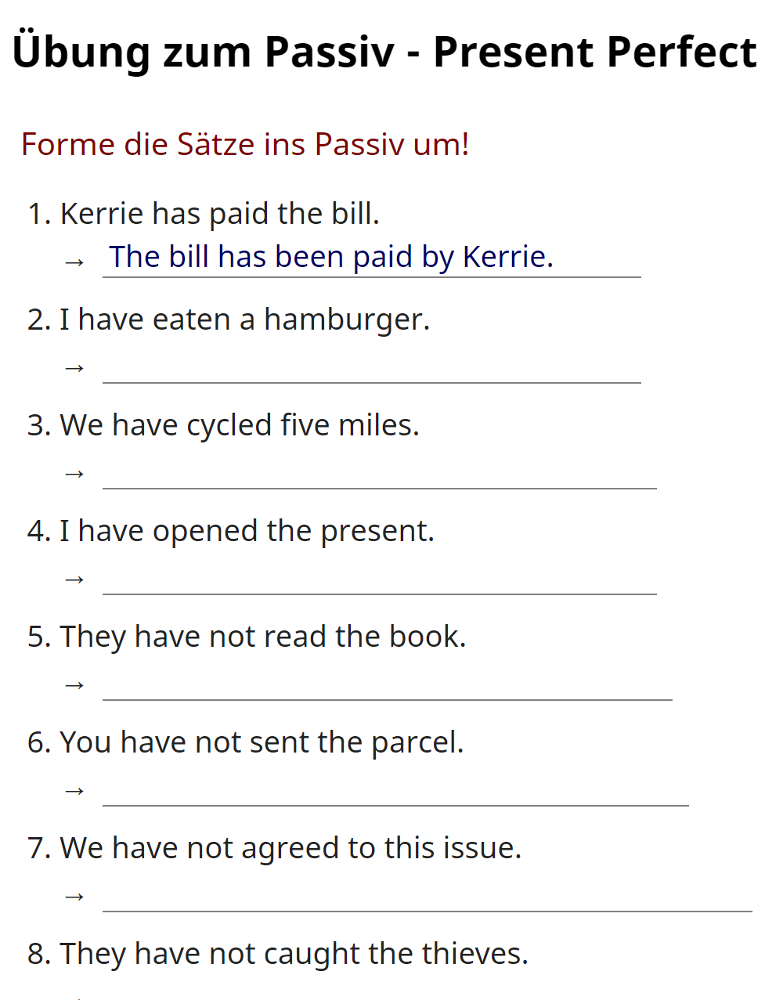 Übung zum Passiv - Present Perfect
Forme die Sätze ins Passiv um!
1. Kerrie has paid the bill.
→ The bill has been paid by Kerrie.
2. I have eaten a hamburger.
→
3. We have cycled five miles.
→
4. I have opened the present.
→
5. They have not read the book.
→
6. You have not sent the parcel.
→
7. We have not agreed to this issue.
→
8. They have not caught the thieves.